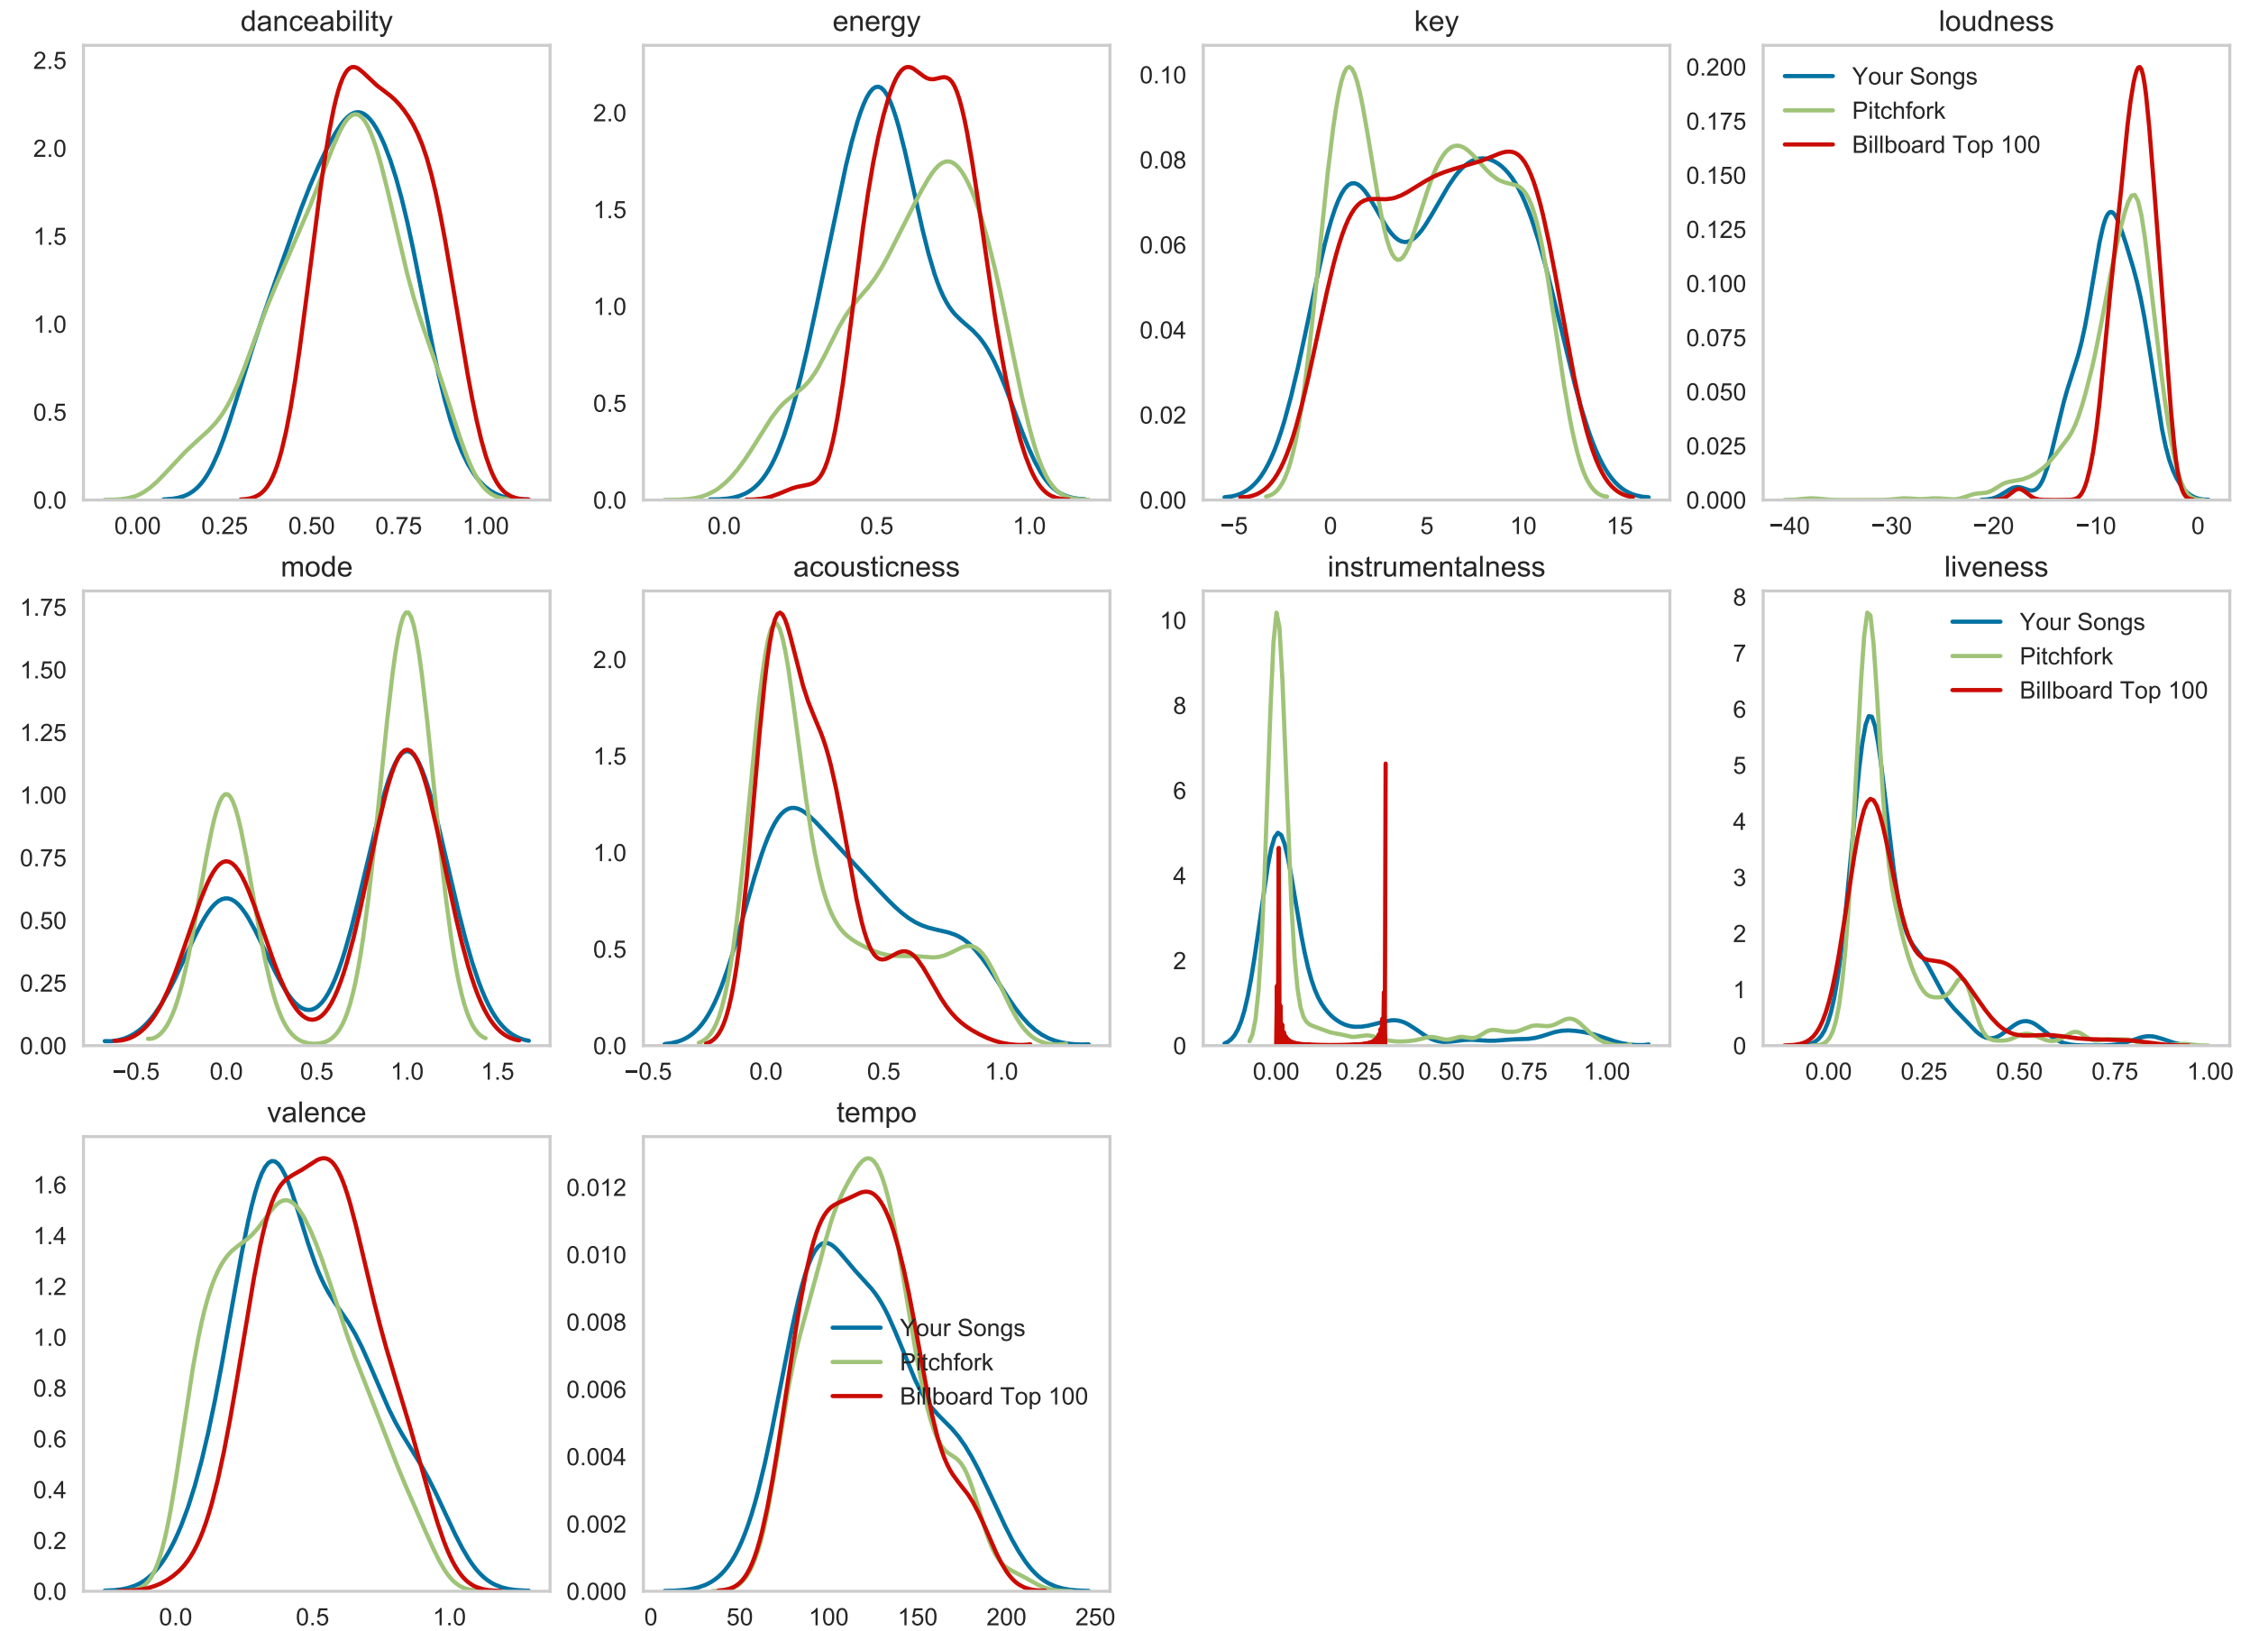 danceability
energy
key
loudness
2.5
2.0
1.5
1.0
0.5
0.0
0.00 0.25 0.50 0.75 1.00
2.0
1.5
1.0
0.5
0.0
0.0 0.5 1.0
0.10
0.08
0.06
0.04
0.02
0.00
−5 0 5 10 15
0.200
0.175
0.150
0.125
0.100
0.075
0.050
0.025
0.000
Your Songs
Pitchfork
Billboard Top 100
−40 −30 −20 −10 0
mode
acousticness
instrumentalness
liveness
1.75
1.50
1.25
1.00
0.75
0.50
0.25
0.00
−0.5 0.0 0.5 1.0 1.5
2.0
1.5
1.0
0.5
0.0
−0.5 0.0 0.5 1.0
10
8
6
4
2
0
0.00 0.25 0.50 0.75 1.00
8
7
6
5
4
3
2
1
0
Your Songs
Pitchfork
Billboard Top 100
0.00 0.25 0.50 0.75 1.00
valence
tempo
1.6
1.4
1.2
1.0
0.8
0.6
0.4
0.2
0.0
0.0 0.5 1.0
0.012
0.010
0.008
0.006
0.004
0.002
0.000
Your Songs
Pitchfork
Billboard Top 100
0 50 100 150 200 250